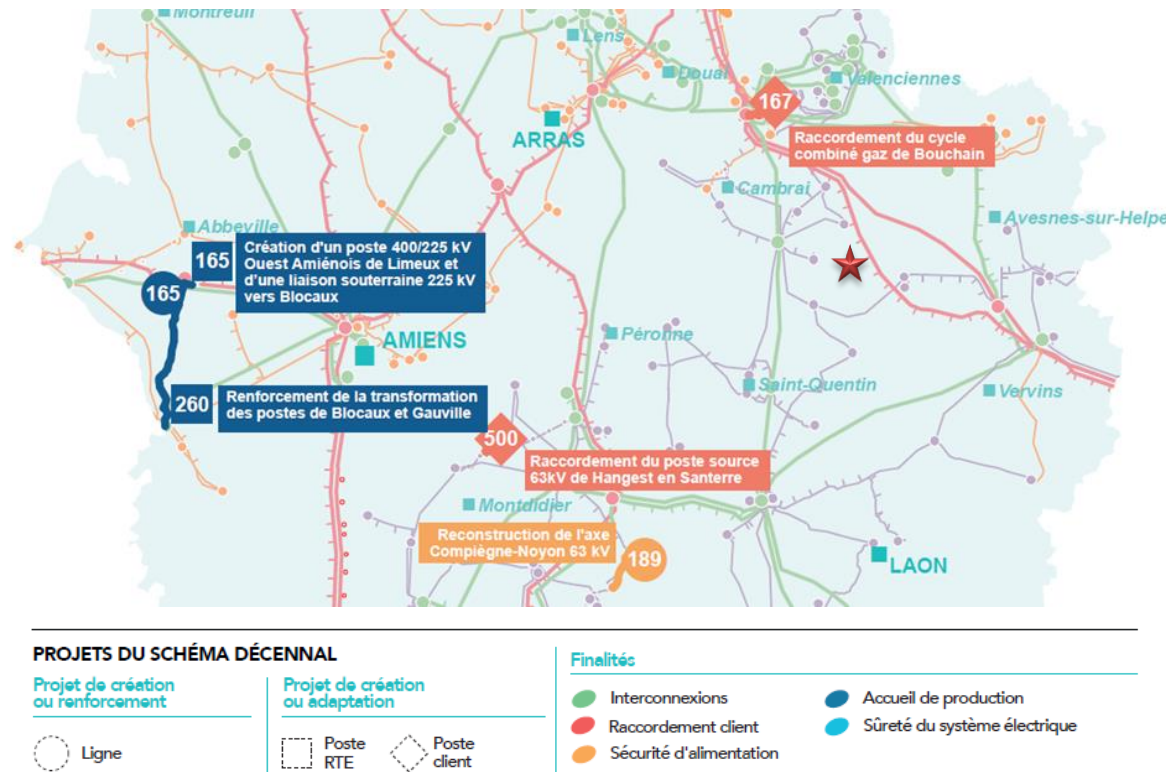 Montreuil
Lens
Douai
Valenciennes
167
ARRAS
Raccordement du cycle
combiné gaz de Bouchain
Cambrai
Abbeville
Avesnes-sur-Helpe
165
Création d'un poste 400/225 kV
Ouest Amiénois de Limeux et
d'une liaison souterraine 225 kV
vers Blocaux
165
Péronne
AMIENS
Saint-Quentin
Vervins
260
Renforcement de la transformation
des postes de Blocaux et Gauville
500
Raccordement du poste source
63kV de Hangest en Santerre
Montdidier
Reconstruction de l'axe
Compiègne-Noyon 63 kV
189
LAON
PROJETS DU SCHÉMA DÉCENNAL
Projet de création
ou renforcement
Ligne
Projet de création
ou adaptation
Poste
RTE
Poste
client
Finalités
Interconnexions
Raccordement client
Sécurité d'alimentation
Accueil de production
Sûreté du système électrique